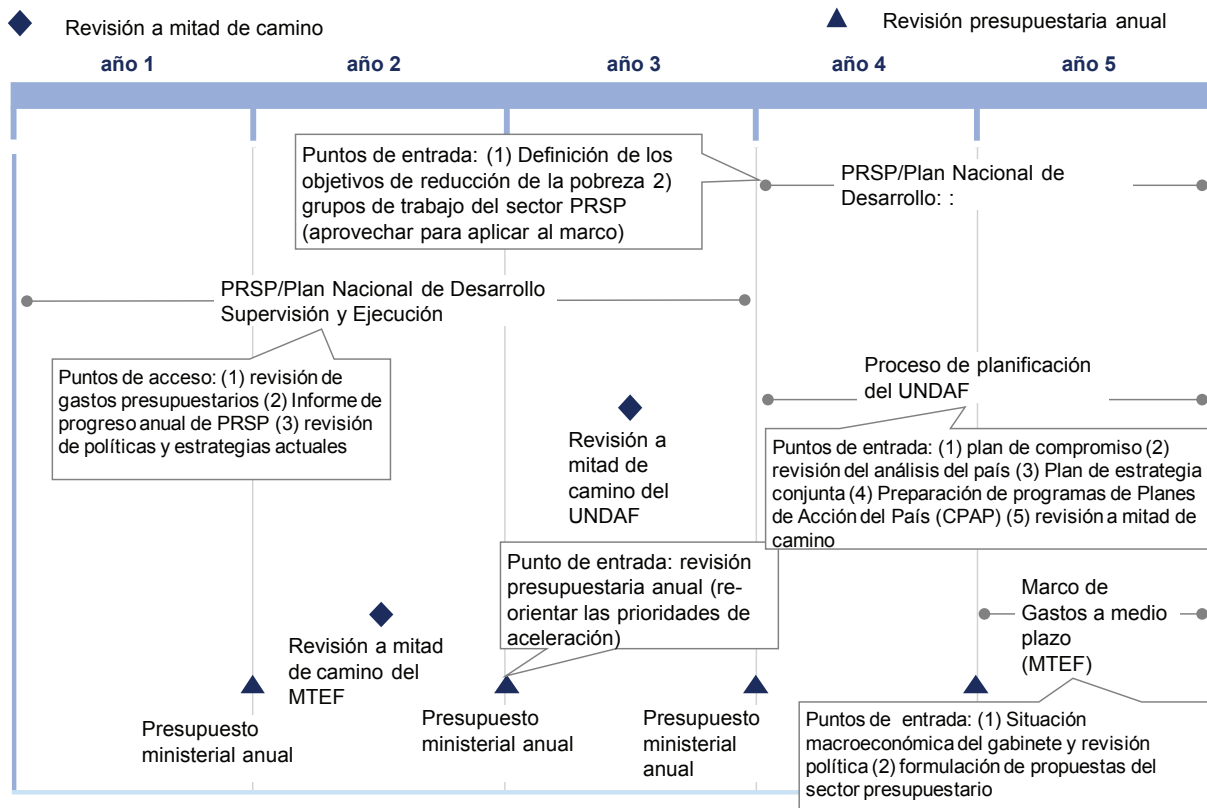 Revisión a mitad de camino
Revisión presupuestaria anual
año 1
año 2
año 3
año 4
año 5
Puntos de entrada: (1) Definición de los
objetivos de reducción de la pobreza 2)
grupos de trabajo del sector PRSP
(aprovechar para aplicar al marco)
PRSP/Plan Nacional de
Desarrollo: :
PRSP/Plan Nacional de Desarrollo
Supervisión y Ejecución
Puntos de acceso: (1) revisión de
gastos presupuestarios (2) Informe de
progreso anual de PRSP (3) revisión
de políticas y estrategias actuales
Proceso de planificación
del UNDAF
Revisión a
mitad de
camino del
UNDAF
Puntos de entrada: (1) plan de compromiso (2)
revisión del análisis del país (3) Plan de estrategia
conjunta (4) Preparación de programas de Planes
de Acción del País (CPAP) (5) revisión a mitad de
camino
Punto de entrada: revisión
presupuestaria anual (re-
orientar las prioridades de
aceleración)
Marco de
Gastos a medio
plazo
(MTEF)
Revisión a mitad
de camino del
MTEF
Presupuesto
ministerial anual
Presupuesto
ministerial anual
Presupuesto
ministerial
anual
Puntos de entrada: (1) Situación
macroeconómica del gabinete y revisión
política (2) formulación de propuestas del
sector presupuestario